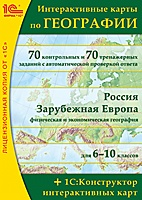 ЛИЦЕНЗИОННАЯ КОПИЯ ОТ «1С»
Интерактивные карты
по ГЕОГРАФИИ
70 контрольных и 70 тренажерных
заданий с автоматической проверкой ответа
Россия
Зарубежная Европа
физическая и экономическая география
для 6–10 классов
+ 1С:Конструктор
интерактивных карт